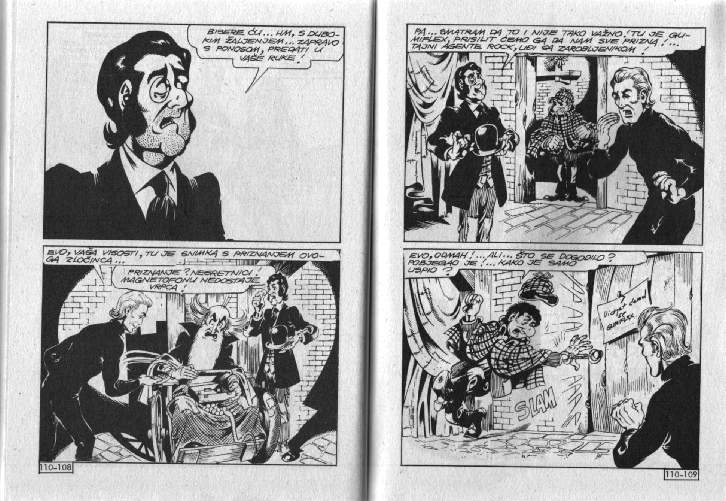 BISERE ĆU... HM, S DUBO-
KIM ŽALJENJEM... ZAPRAVO
S PONOSOM, PREDATI U
VAŠE RUKE!
EVO, VAŠA VISOSTI, TU JE SNIMKA S PRIZNANJEM OVO-
GA ZLOČINCA...
PRIZNANJE? NESRETNICI!
MAGNETOFONU NEDOSTAJE
VRPCA!
110-108
PA... SMATRAM DA TO I NIJE TAKO VAŽNO! TU JE GU-
MIFLEX, PRISILIT ĆEMO GA DA NAM SVE PRIZNA!...
TAJNI AGENTE ROCK, UĐI SA ZAROBLJENIKOM!
EVO, ODMAH!... ALI... ŠTO SE DOGODILO?
POBJEGAO JE!... KAKO JE SAMO
USPIO?
SLAM
110-109